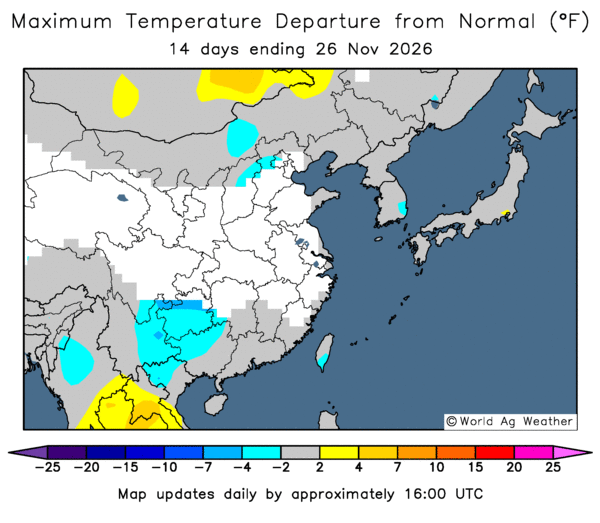 Maximum Temperature Departure from Normal (°F)
14 days ending 26 Nov 2026
© World Ag Weather
−25 −20 −15 −10 −7 −4 −2 2 4 7 10 15 20 25
Map updates daily by approximately 16:00 UTC